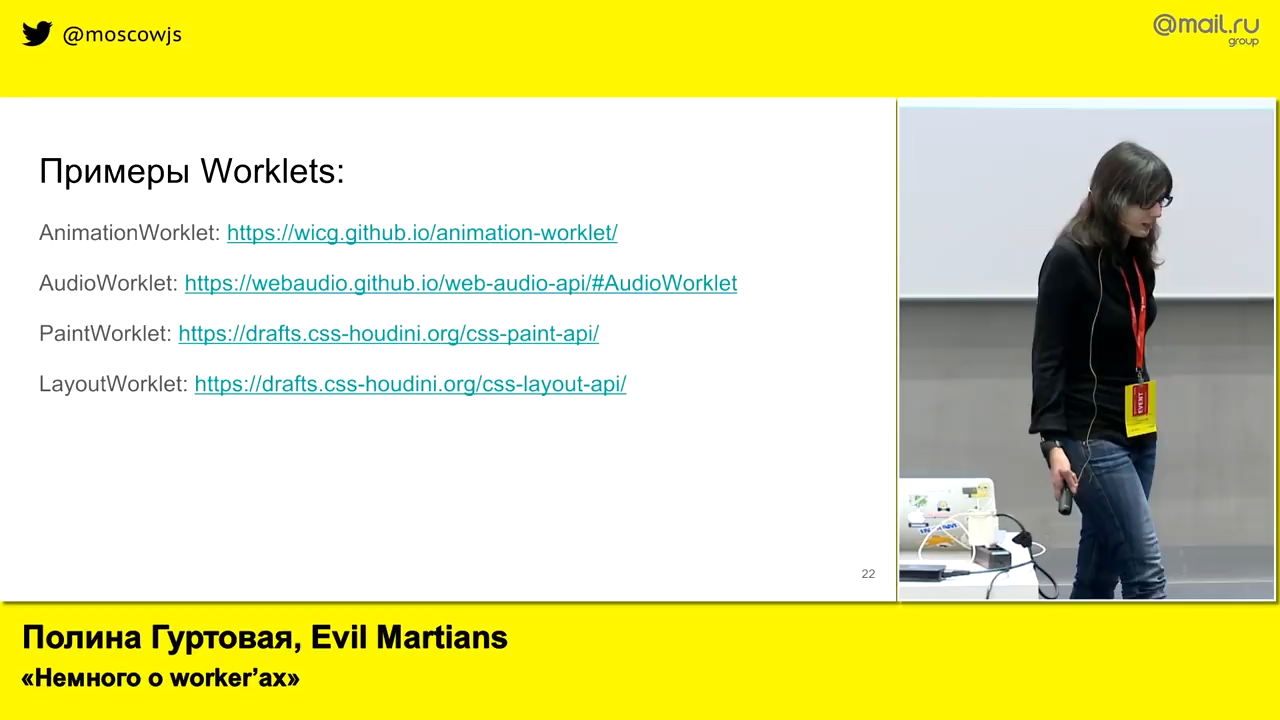 @moscowjs
@mail.ru
group
Примеры Worklets:
AnimationWorklet: https://wicg.github.io/animation-worklet/
AudioWorklet: https://webaudio.github.io/web-audio-api/#AudioWorklet
PaintWorklet: https://drafts.css-houdini.org/css-paint-api/
LayoutWorklet: https://drafts.css-houdini.org/css-layout-api/
22
EVENT
Полина Гуртовая, Evil Martians
«Немного о worker’ах»